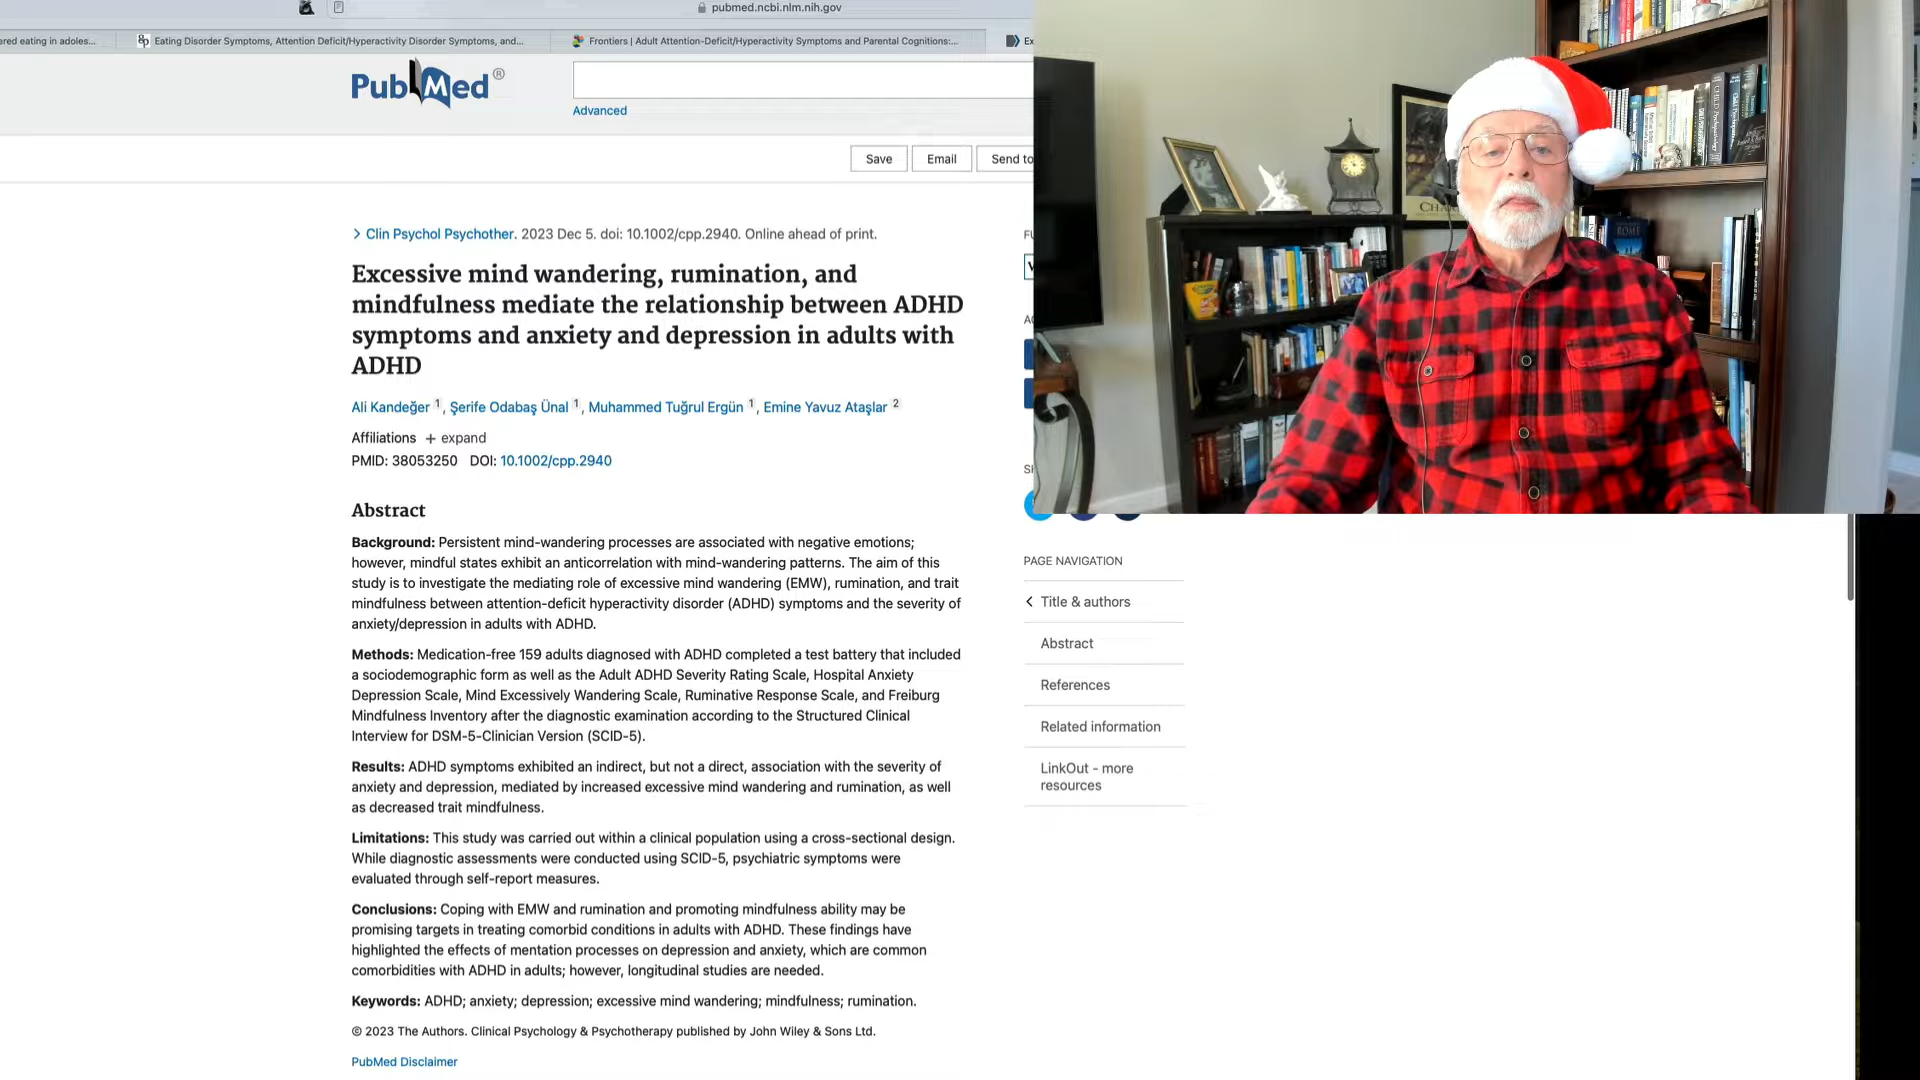 pubmed.ncbi.nlm.nih.gov
ered eating in adoles...
Eating Disorder Symptoms, Attention Deficit/Hyperactivity Disorder Symptoms, and...
Frontiers | Adult Attention-Deficit/Hyperactivity Symptoms and Parental Cognitions:...
Ex
PubMed®
Advanced
Save
Email
Send to
> Clin Psychol Psychother. 2023 Dec 5. doi: 10.1002/cpp.2940. Online ahead of print.
Excessive mind wandering, rumination, and
mindfulness mediate the relationship between ADHD
symptoms and anxiety and depression in adults with
ADHD
Ali Kandeğer 1, Şerife Odabaş Ünal 1, Muhammed Tuğrul Ergün 1, Emine Yavuz Ataşlar 2
Affiliations + expand
PMID: 38053250 DOI: 10.1002/cpp.2940
Abstract
Background: Persistent mind-wandering processes are associated with negative emotions;
however, mindful states exhibit an anticorrelation with mind-wandering patterns. The aim of this
study is to investigate the mediating role of excessive mind wandering (EMW), rumination, and trait
mindfulness between attention-deficit hyperactivity disorder (ADHD) symptoms and the severity of
anxiety/depression in adults with ADHD.
Methods: Medication-free 159 adults diagnosed with ADHD completed a test battery that included
a sociodemographic form as well as the Adult ADHD Severity Rating Scale, Hospital Anxiety
Depression Scale, Mind Excessively Wandering Scale, Ruminative Response Scale, and Freiburg
Mindfulness Inventory after the diagnostic examination according to the Structured Clinical
Interview for DSM-5-Clinician Version (SCID-5).
Results: ADHD symptoms exhibited an indirect, but not a direct, association with the severity of
anxiety and depression, mediated by increased excessive mind wandering and rumination, as well
as decreased trait mindfulness.
Limitations: This study was carried out within a clinical population using a cross-sectional design.
While diagnostic assessments were conducted using SCID-5, psychiatric symptoms were
evaluated through self-report measures.
Conclusions: Coping with EMW and rumination and promoting mindfulness ability may be
promising targets in treating comorbid conditions in adults with ADHD. These findings have
highlighted the effects of mentation processes on depression and anxiety, which are common
comorbidities with ADHD in adults; however, longitudinal studies are needed.
Keywords: ADHD; anxiety; depression; excessive mind wandering; mindfulness; rumination.
© 2023 The Authors. Clinical Psychology & Psychotherapy published by John Wiley & Sons Ltd.
PubMed Disclaimer
PAGE NAVIGATION
Title & authors
Abstract
References
Related information
LinkOut - more
resources
ROME